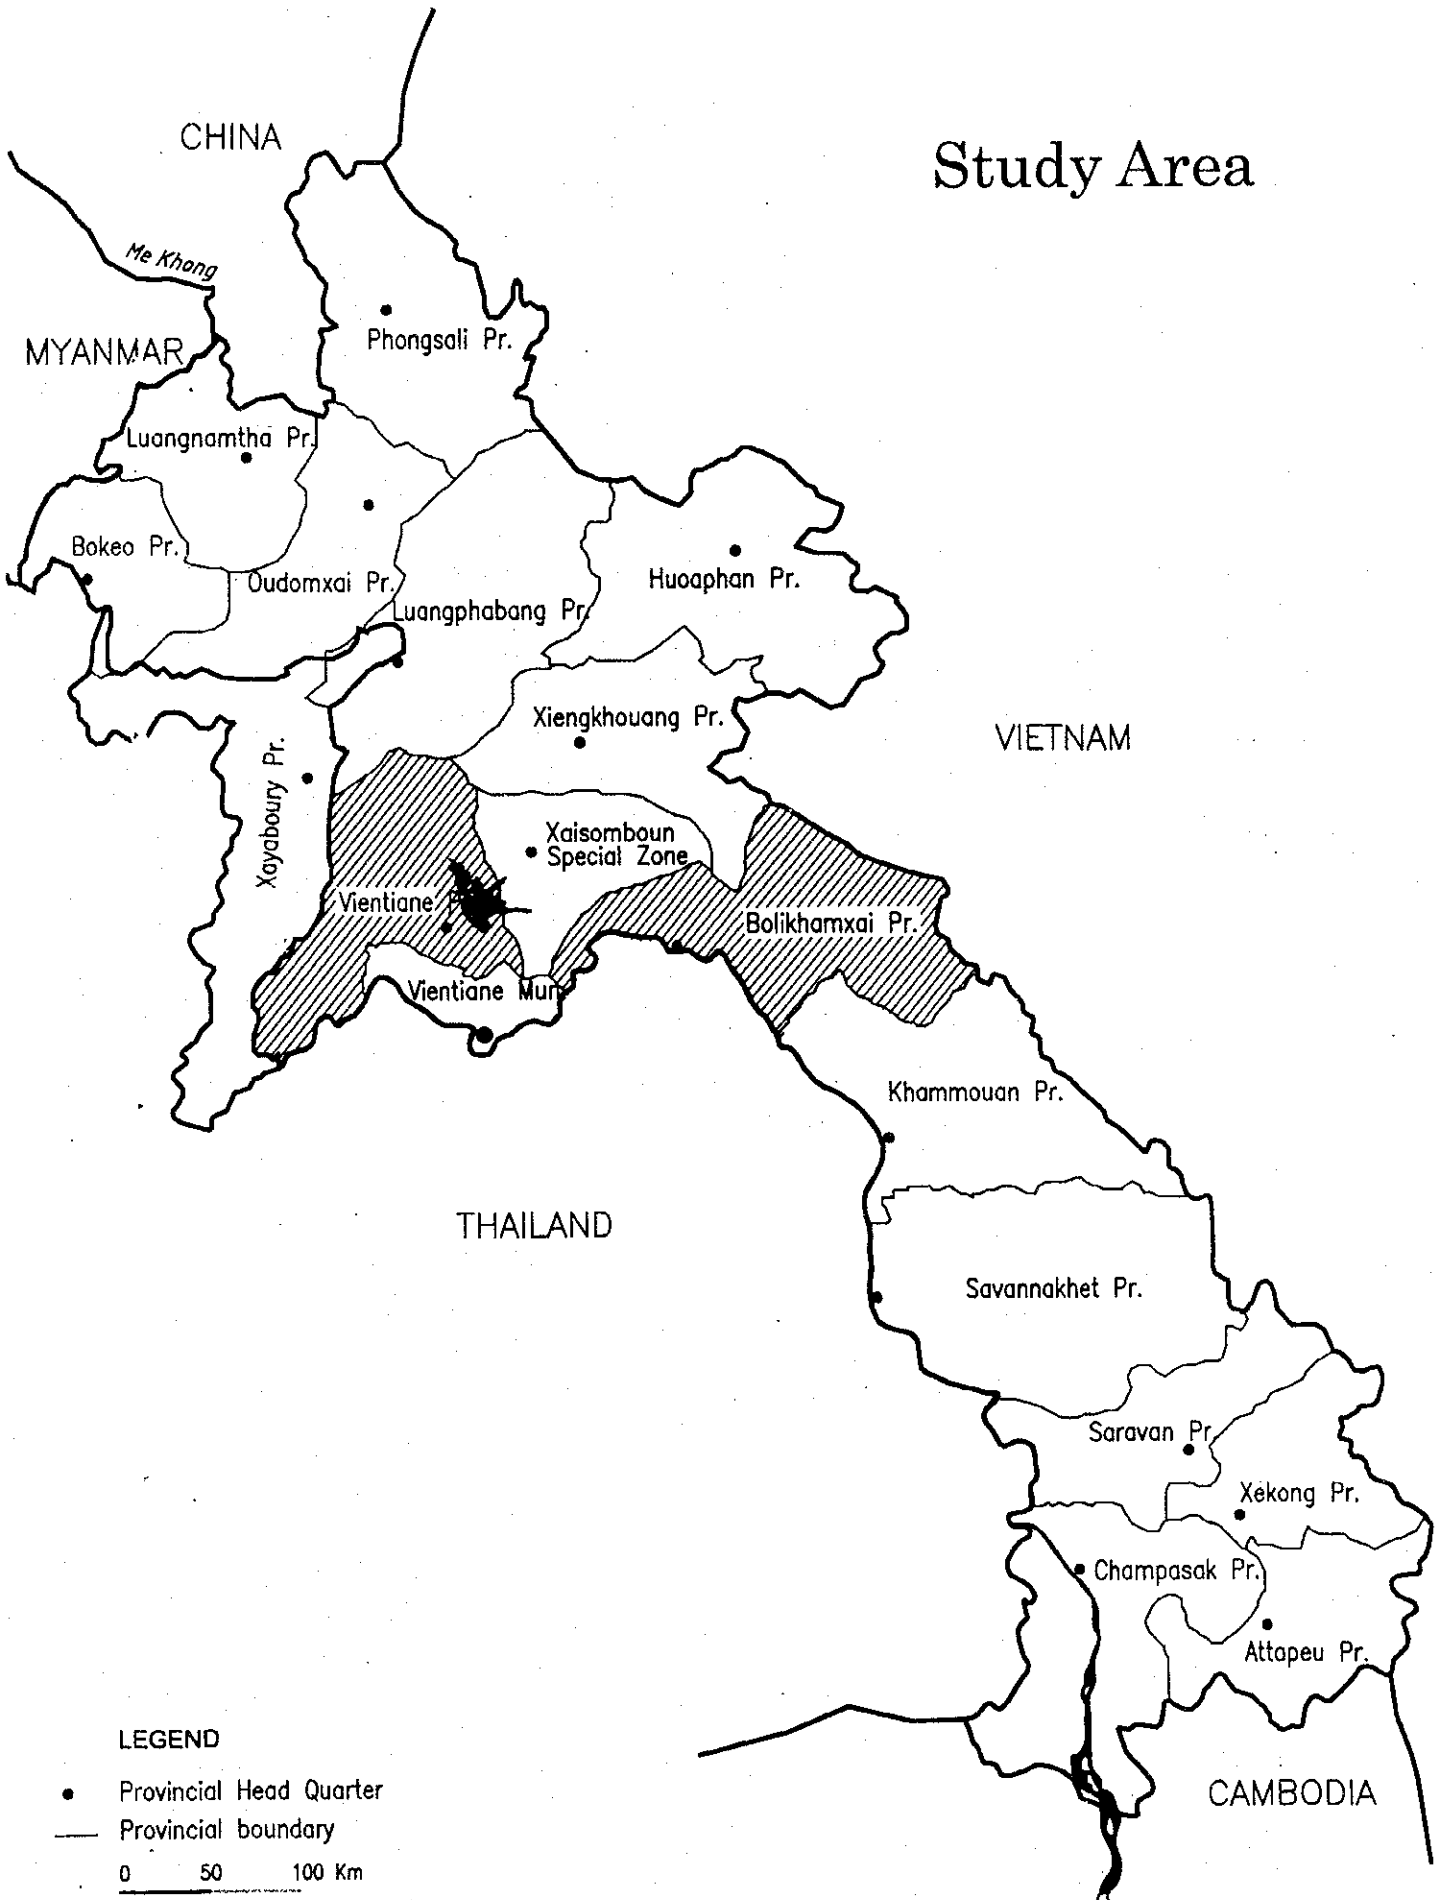 CHINA
Study Area
Me Khong
MYANMAR
Phongsali Pr.
Luangnamtha Pr.
Bokeo Pr.
Oudomxai Pr.
Huoaphan Pr.
Luangphabang Pr.
Xiengkhouang Pr.
VIETNAM
Xayaboury Pr.
Xaisomboun
Special Zone
Vientiane
Bolikhamxai Pr.
Vientiane Mun
Khammouan Pr.
THAILAND
Savannakhet Pr.
Saravan Pr
Xekong Pr.
Champasak Pr.
Attapeu Pr.
CAMBODIA
LEGEND
Provincial Head Quarter
Provincial boundary
0 50 100 Km